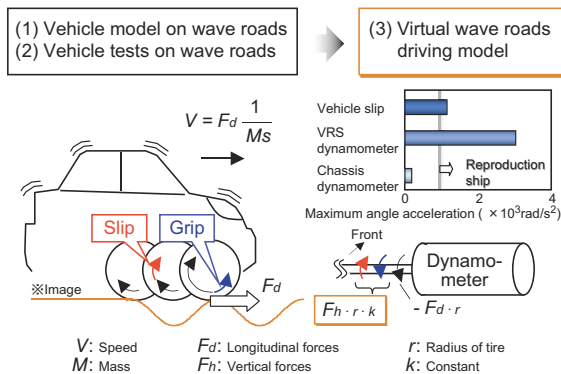 (1) Vehicle model on wave roads
(2) Vehicle tests on wave roads
(3) Virtual wave roads
driving model
V = Fd 1/Ms
Vehicle slip
VRS
dynamometer
Chassis
dynamometer
Reproduction
ship
0 2 4
Maximum angle acceleration ( ×10³rad/s²)
Slip
Grip
※Image
Fd
Front
Dynamo-
meter
Fh · r · k
- Fd · r
V: Speed
Fd: Longitudinal forces
r: Radius of tire
M: Mass
Fh: Vertical forces
k: Constant